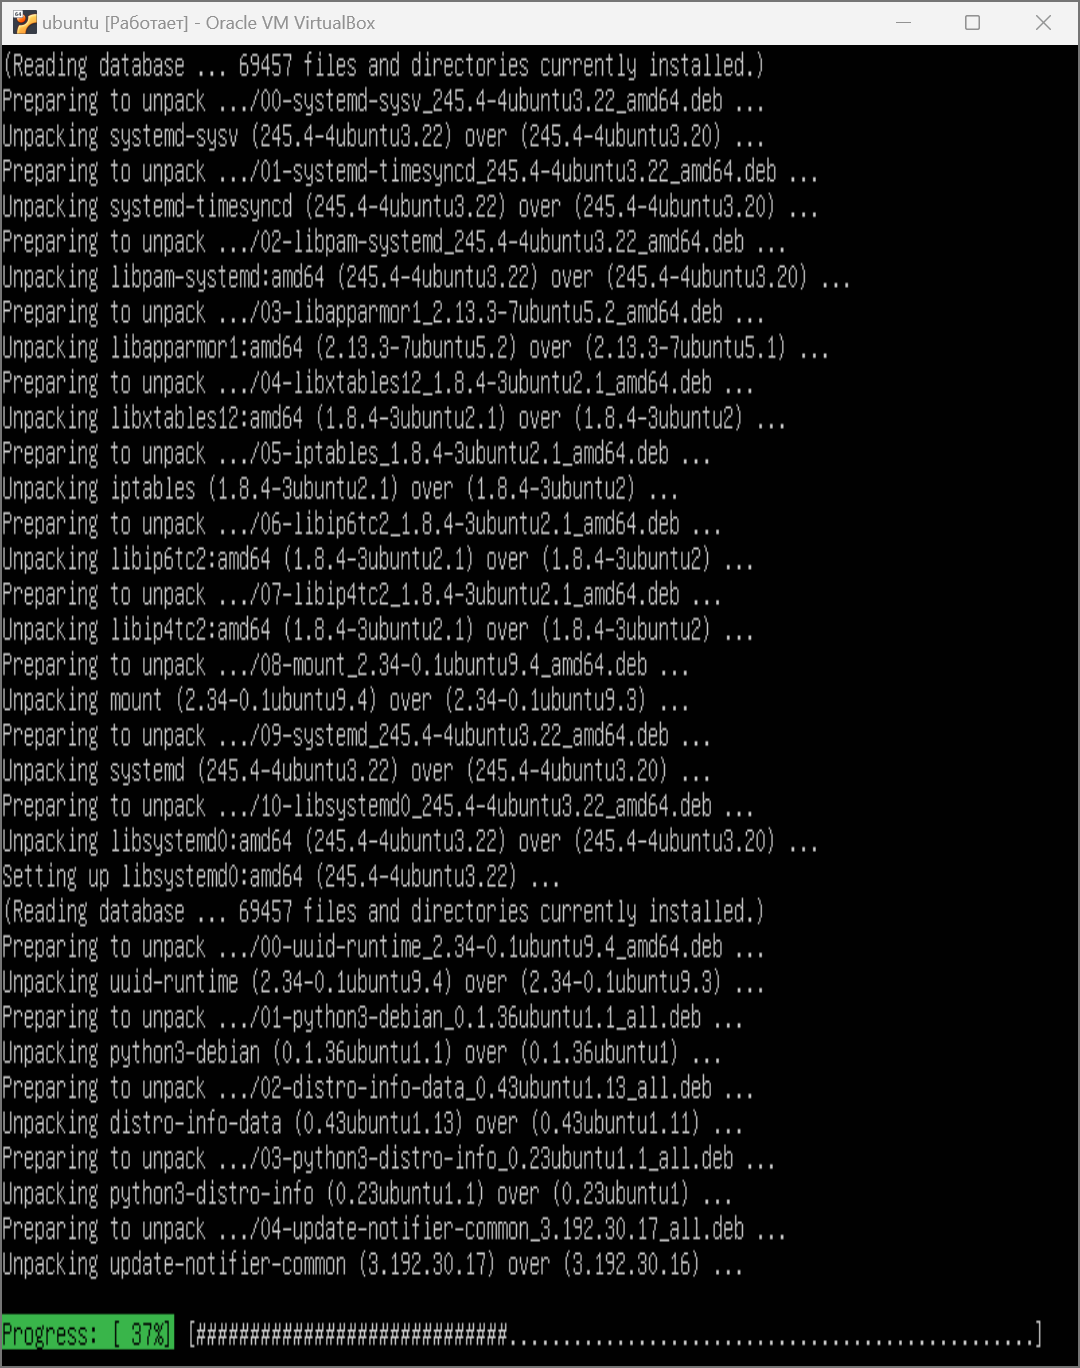 ubuntu [Работает] - Oracle VM VirtualBox
(Reading database ... 69457 files and directories currently installed.)
Preparing to unpack .../00-systemd-sysv_245.4-4ubuntu3.22_amd64.deb ...
Unpacking systemd-sysv (245.4-4ubuntu3.22) over (245.4-4ubuntu3.20) ...
Preparing to unpack .../01-systemd-timesyncd_245.4-4ubuntu3.22_amd64.deb ...
Unpacking systemd-timesyncd (245.4-4ubuntu3.22) over (245.4-4ubuntu3.20) ...
Preparing to unpack .../02-libpam-systemd_245.4-4ubuntu3.22_amd64.deb ...
Unpacking libpam-systemd:amd64 (245.4-4ubuntu3.22) over (245.4-4ubuntu3.20) ...
Preparing to unpack .../03-libapparmor1_2.13.3-7ubuntu5.2_amd64.deb ...
Unpacking libapparmor1:amd64 (2.13.3-7ubuntu5.2) over (2.13.3-7ubuntu5.1) ...
Preparing to unpack .../04-libxtables12_1.8.4-3ubuntu2.1_amd64.deb ...
Unpacking libxtables12:amd64 (1.8.4-3ubuntu2.1) over (1.8.4-3ubuntu2) ...
Preparing to unpack .../05-iptables_1.8.4-3ubuntu2.1_amd64.deb ...
Unpacking iptables (1.8.4-3ubuntu2.1) over (1.8.4-3ubuntu2) ...
Preparing to unpack .../06-libip6tc2_1.8.4-3ubuntu2.1_amd64.deb ...
Unpacking libip6tc2:amd64 (1.8.4-3ubuntu2.1) over (1.8.4-3ubuntu2) ...
Preparing to unpack .../07-libip4tc2_1.8.4-3ubuntu2.1_amd64.deb ...
Unpacking libip4tc2:amd64 (1.8.4-3ubuntu2.1) over (1.8.4-3ubuntu2) ...
Preparing to unpack .../08-mount_2.34-0.1ubuntu9.4_amd64.deb ...
Unpacking mount (2.34-0.1ubuntu9.4) over (2.34-0.1ubuntu9.3) ...
Preparing to unpack .../09-systemd_245.4-4ubuntu3.22_amd64.deb ...
Unpacking systemd (245.4-4ubuntu3.22) over (245.4-4ubuntu3.20) ...
Preparing to unpack .../10-libsystemd0_245.4-4ubuntu3.22_amd64.deb ...
Unpacking libsystemd0:amd64 (245.4-4ubuntu3.22) over (245.4-4ubuntu3.20) ...
Setting up libsystemd0:amd64 (245.4-4ubuntu3.22) ...
(Reading database ... 69457 files and directories currently installed.)
Preparing to unpack .../00-uuid-runtime_2.34-0.1ubuntu9.4_amd64.deb ...
Unpacking uuid-runtime (2.34-0.1ubuntu9.4) over (2.34-0.1ubuntu9.3) ...
Preparing to unpack .../01-python3-debian_0.1.36ubuntu1.1_all.deb ...
Unpacking python3-debian (0.1.36ubuntu1.1) over (0.1.36ubuntu1) ...
Preparing to unpack .../02-distro-info-data_0.43ubuntu1.13_all.deb ...
Unpacking distro-info-data (0.43ubuntu1.13) over (0.43ubuntu1.11) ...
Preparing to unpack .../03-python3-distro-info_0.23ubuntu1.1_all.deb ...
Unpacking python3-distro-info (0.23ubuntu1.1) over (0.23ubuntu1) ...
Preparing to unpack .../04-update-notifier-common_3.192.30.17_all.deb ...
Unpacking update-notifier-common (3.192.30.17) over (3.192.30.16) ...
Progress: [ 37%] [#############################.................................................]